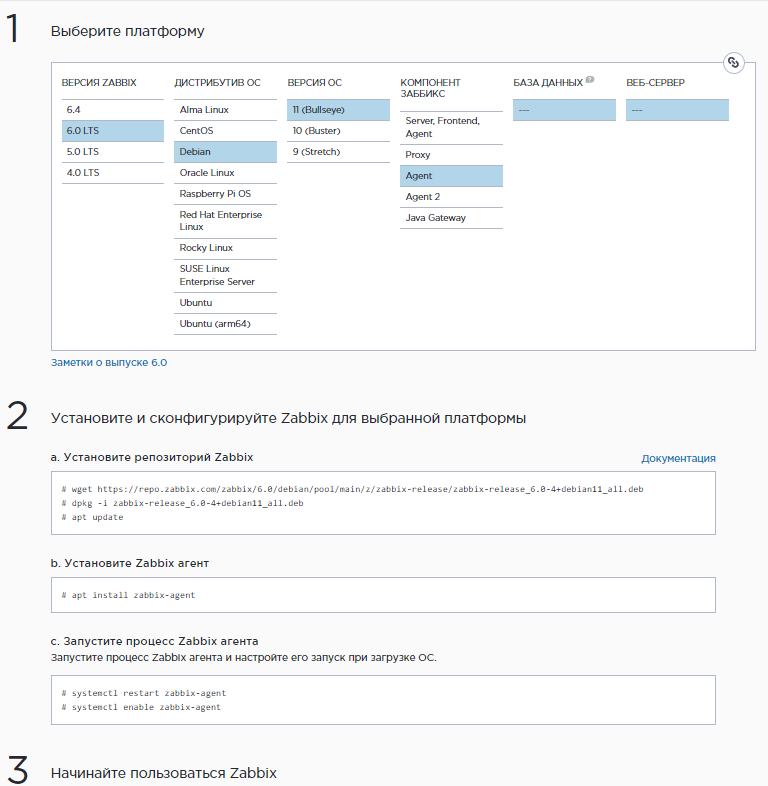 1
Выберите платформу
ВЕРСИЯ ZABBIX
6.4
6.0 LTS
5.0 LTS
4.0 LTS
ДИСТРИБУТИВ ОС
Alma Linux
CentOS
Debian
Oracle Linux
Raspberry Pi OS
Red Hat Enterprise
Linux
Rocky Linux
SUSE Linux
Enterprise Server
Ubuntu
Ubuntu (arm64)
ВЕРСИЯ ОС
11 (Bullseye)
10 (Buster)
9 (Stretch)
КОМПОНЕНТ
ЗАББИКС
Server, Frontend,
Agent
Proxy
Agent
Agent 2
Java Gateway
БАЗА ДАННЫХ ?
---
ВЕБ-СЕРВЕР
---
Заметки о выпуске 6.0
2
Установите и сконфигурируйте Zabbix для выбранной платформы
a. Установите репозиторий Zabbix
Документация
# wget https://repo.zabbix.com/zabbix/6.0/debian/pool/main/z/zabbix-release/zabbix-release_6.0-4+debian11_all.deb
# dpkg -i zabbix-release_6.0-4+debian11_all.deb
# apt update
b. Установите Zabbix агент
# apt install zabbix-agent
c. Запустите процесс Zabbix агента
Запустите процесс Zabbix агента и настройте его запуск при загрузке ОС.
# systemctl restart zabbix-agent
# systemctl enable zabbix-agent
3
Начинайте пользоваться Zabbix